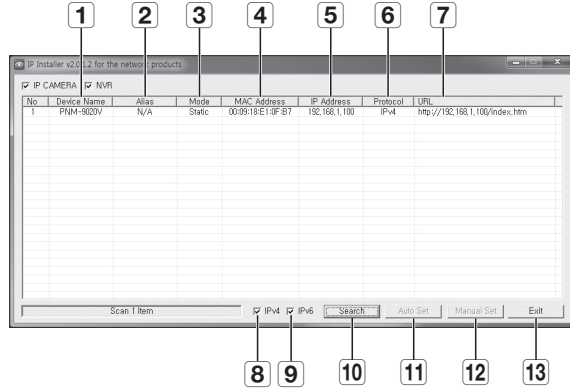 1 2 3 4 5 6 7
IP Installer v2.0.1.2 for the network products
IP CAMERA NVR
No Device Name Alias Mode MAC Address IP Address Protocol URL
1 PNM-9020V N/A Static 00:09:18:E1:0F:B7 192,168,1,100 IPv4 http://192,168,1,100/index,htm
Scan 1 Item IPv4 IPv6 Search Auto Set Manual Set Exit
8 9 10 11 12 13